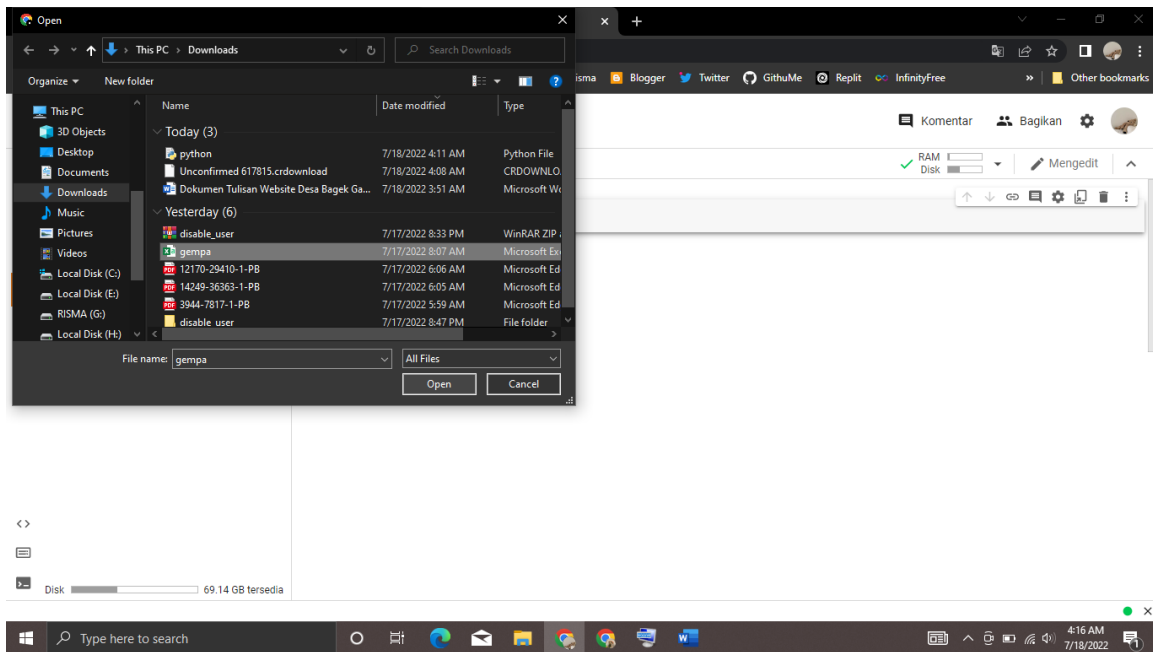 Open
This PC > Downloads
Search Downloads
Organize
New folder
This PC
3D Objects
Desktop
Documents
Downloads
Music
Pictures
Videos
Local Disk (C:)
Local Disk (E:)
RISMA (G:)
Local Disk (H:)
Name Date modified Type
Today (3)
python 7/18/2022 4:11 AM Python File
Unconfirmed 617815.crdownload 7/18/2022 4:08 AM CRDOWNLO
Dokumen Tulisan Website Desa Bagek Ga... 7/18/2022 3:51 AM Microsoft Wo
Yesterday (6)
disable_user 7/17/2022 8:33 PM WinRAR ZIP
gempa 7/17/2022 8:07 AM Microsoft Ex
12170-29410-1-PB 7/17/2022 6:06 AM Microsoft Ed
14249-36363-1-PB 7/17/2022 6:05 AM Microsoft Ed
3944-7817-1-PB 7/17/2022 5:59 AM Microsoft Ed
disable_user 7/17/2022 8:47 PM File folder
File name: gempa All Files
Open Cancel
isma Blogger Twitter GithuMe Replit InfinityFree » Other bookmarks
Komentar Bagikan
RAM
Disk
Mengedit
Disk 69.14 GB tersedia
Type here to search
4:16 AM
7/18/2022
1